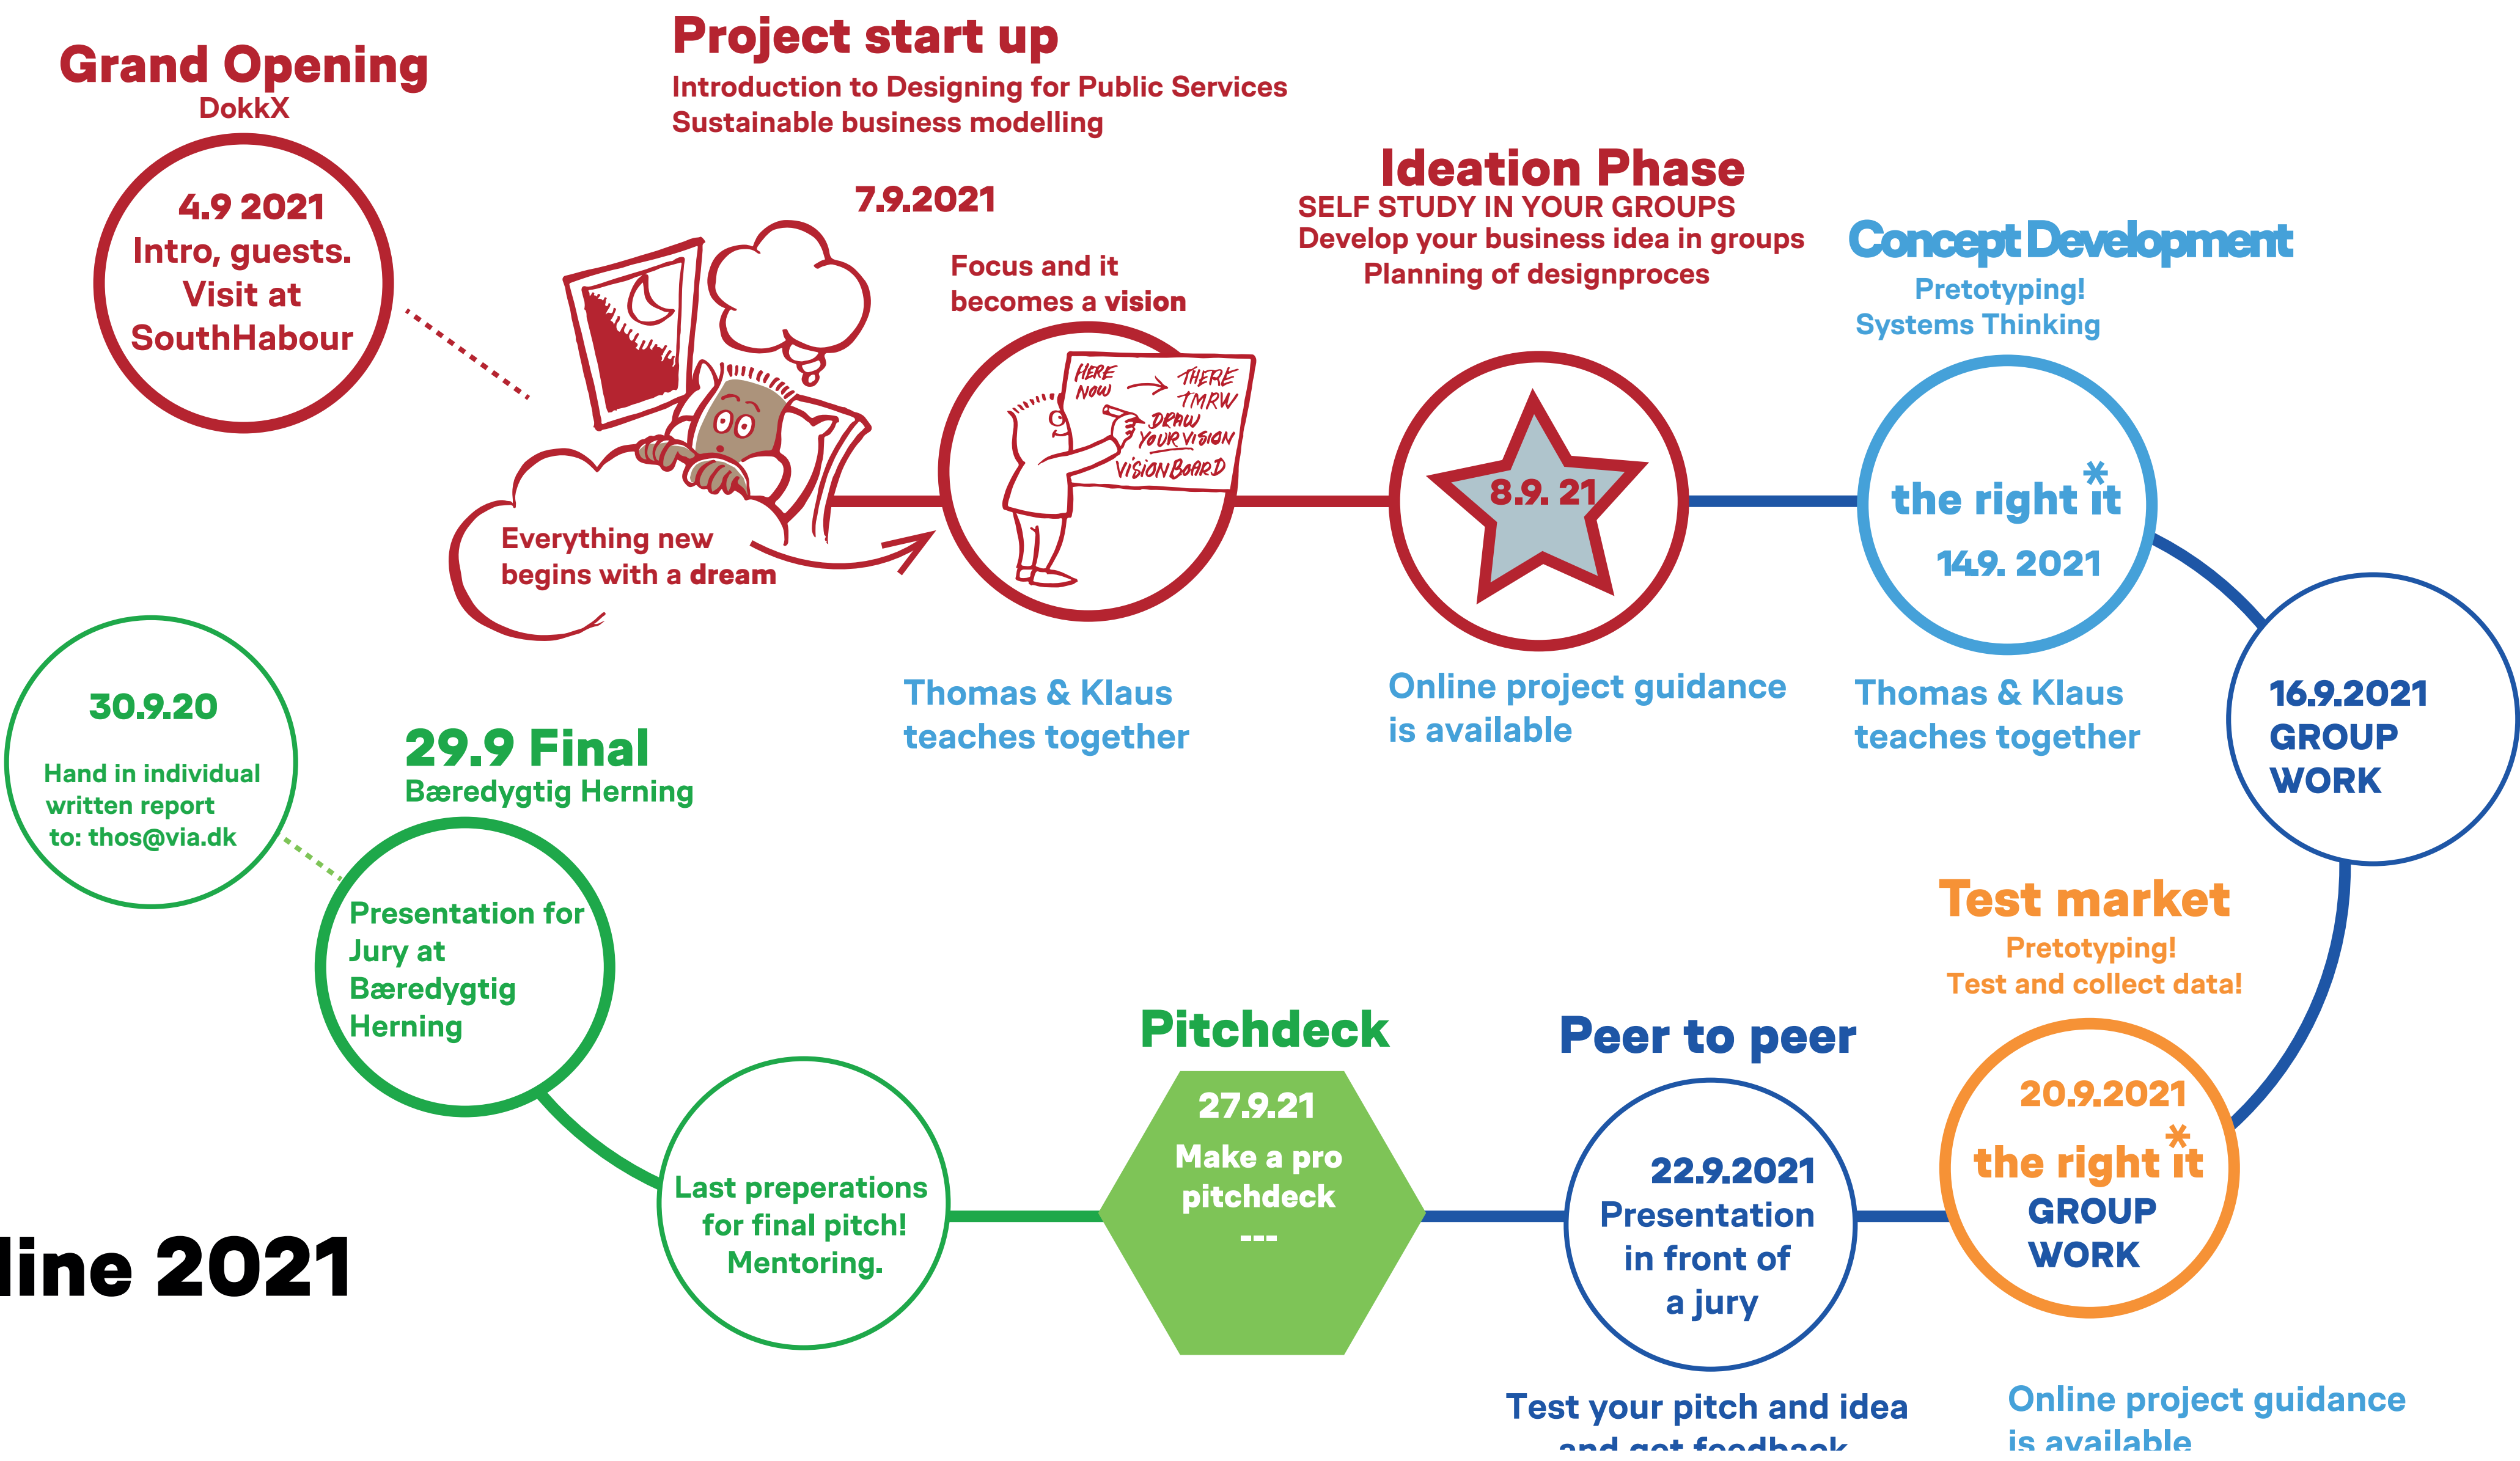 Grand Opening
DokkX
4.9 2021
Intro, guests.
Visit at
SouthHabour
Project start up
Introduction to Designing for Public Services
Sustainable business modelling
7.9.2021
Everything new
begins with a dream
Focus and it
becomes a vision
HERE
NOW
THERE
TMRW
DRAW
YOUR VISION
VISION BOARD
Thomas & Klaus
teaches together
Ideation Phase
SELF STUDY IN YOUR GROUPS
Develop your business idea in groups
Planning of designproces
8.9. 21
Online project guidance
is available
Concept Development
Pretotyping!
Systems Thinking
the right it
14.9. 2021
Thomas & Klaus
teaches together
16.9.2021
GROUP
WORK
Test market
Pretotyping!
Test and collect data!
20.9.2021
the right it
GROUP
WORK
Online project guidance
is available
Peer to peer
22.9.2021
Presentation
in front of
a jury
Test your pitch and idea
and get feedback
Pitchdeck
27.9.21
Make a pro
pitchdeck
---
Last preperations
for final pitch!
Mentoring.
29.9 Final
Bæredygtig Herning
Presentation for
Jury at
Bæredygtig
Herning
30.9.20
Hand in individual
written report
to: thos@via.dk
line 2021